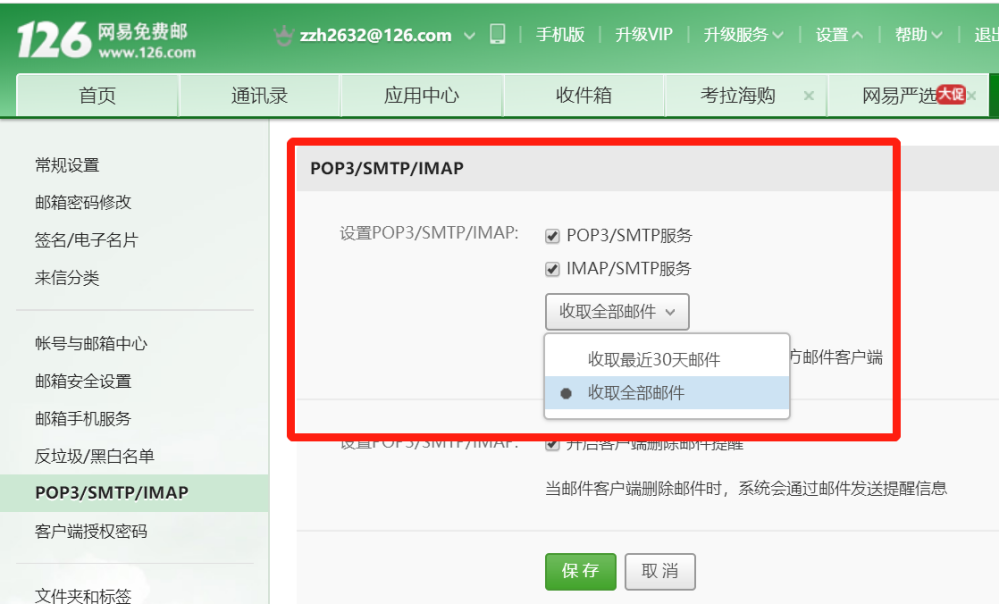 126 网易免费邮
www.126.com
zzh2632@126.com
手机版
升级VIP
升级服务
设置
帮助
退出
首页
通讯录
应用中心
收件箱
考拉海购
网易严选
大促
常规设置
邮箱密码修改
签名/电子名片
来信分类
帐号与邮箱中心
邮箱安全设置
邮箱手机服务
反垃圾/黑白名单
POP3/SMTP/IMAP
客户端授权密码
文件夹和标签
POP3/SMTP/IMAP
设置POP3/SMTP/IMAP:
POP3/SMTP服务
IMAP/SMTP服务
收取全部邮件
收取最近30天邮件
方邮件客户端
收取全部邮件
设置POP3/SMTP/IMAP:
开启客户端删除邮件提醒
当邮件客户端删除邮件时，系统会通过邮件发送提醒信息
保存
取消